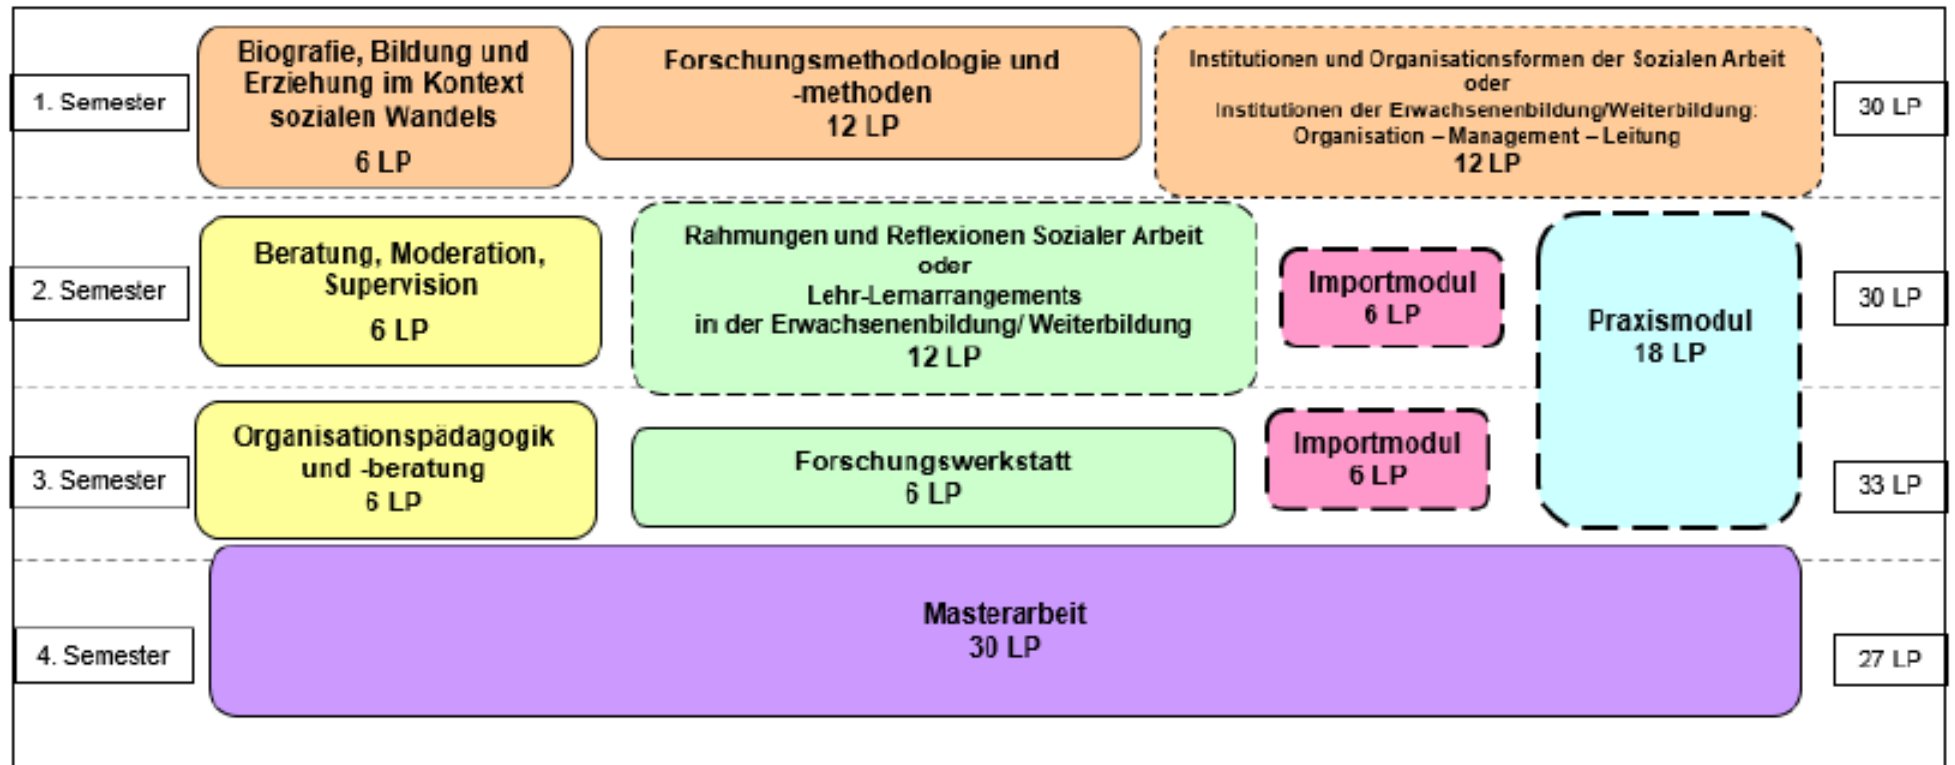 1. Semester
Biografie, Bildung und
Erziehung im Kontext
sozialen Wandels
6 LP
Forschungsmethodologie und
-methoden
12 LP
Institutionen und Organisationsformen der Sozialen Arbeit
oder
Institutionen der Erwachsenenbildung/Weiterbildung:
Organisation – Management – Leitung
12 LP
30 LP
2. Semester
Beratung, Moderation,
Supervision
6 LP
Rahmungen und Reflexionen Sozialer Arbeit
oder
Lehr-Lernarrangements
in der Erwachsenenbildung/ Weiterbildung
12 LP
Importmodul
6 LP
Praxismodul
18 LP
30 LP
3. Semester
Organisationspädagogik
und -beratung
6 LP
Forschungswerkstatt
6 LP
Importmodul
6 LP
33 LP
4. Semester
Masterarbeit
30 LP
27 LP